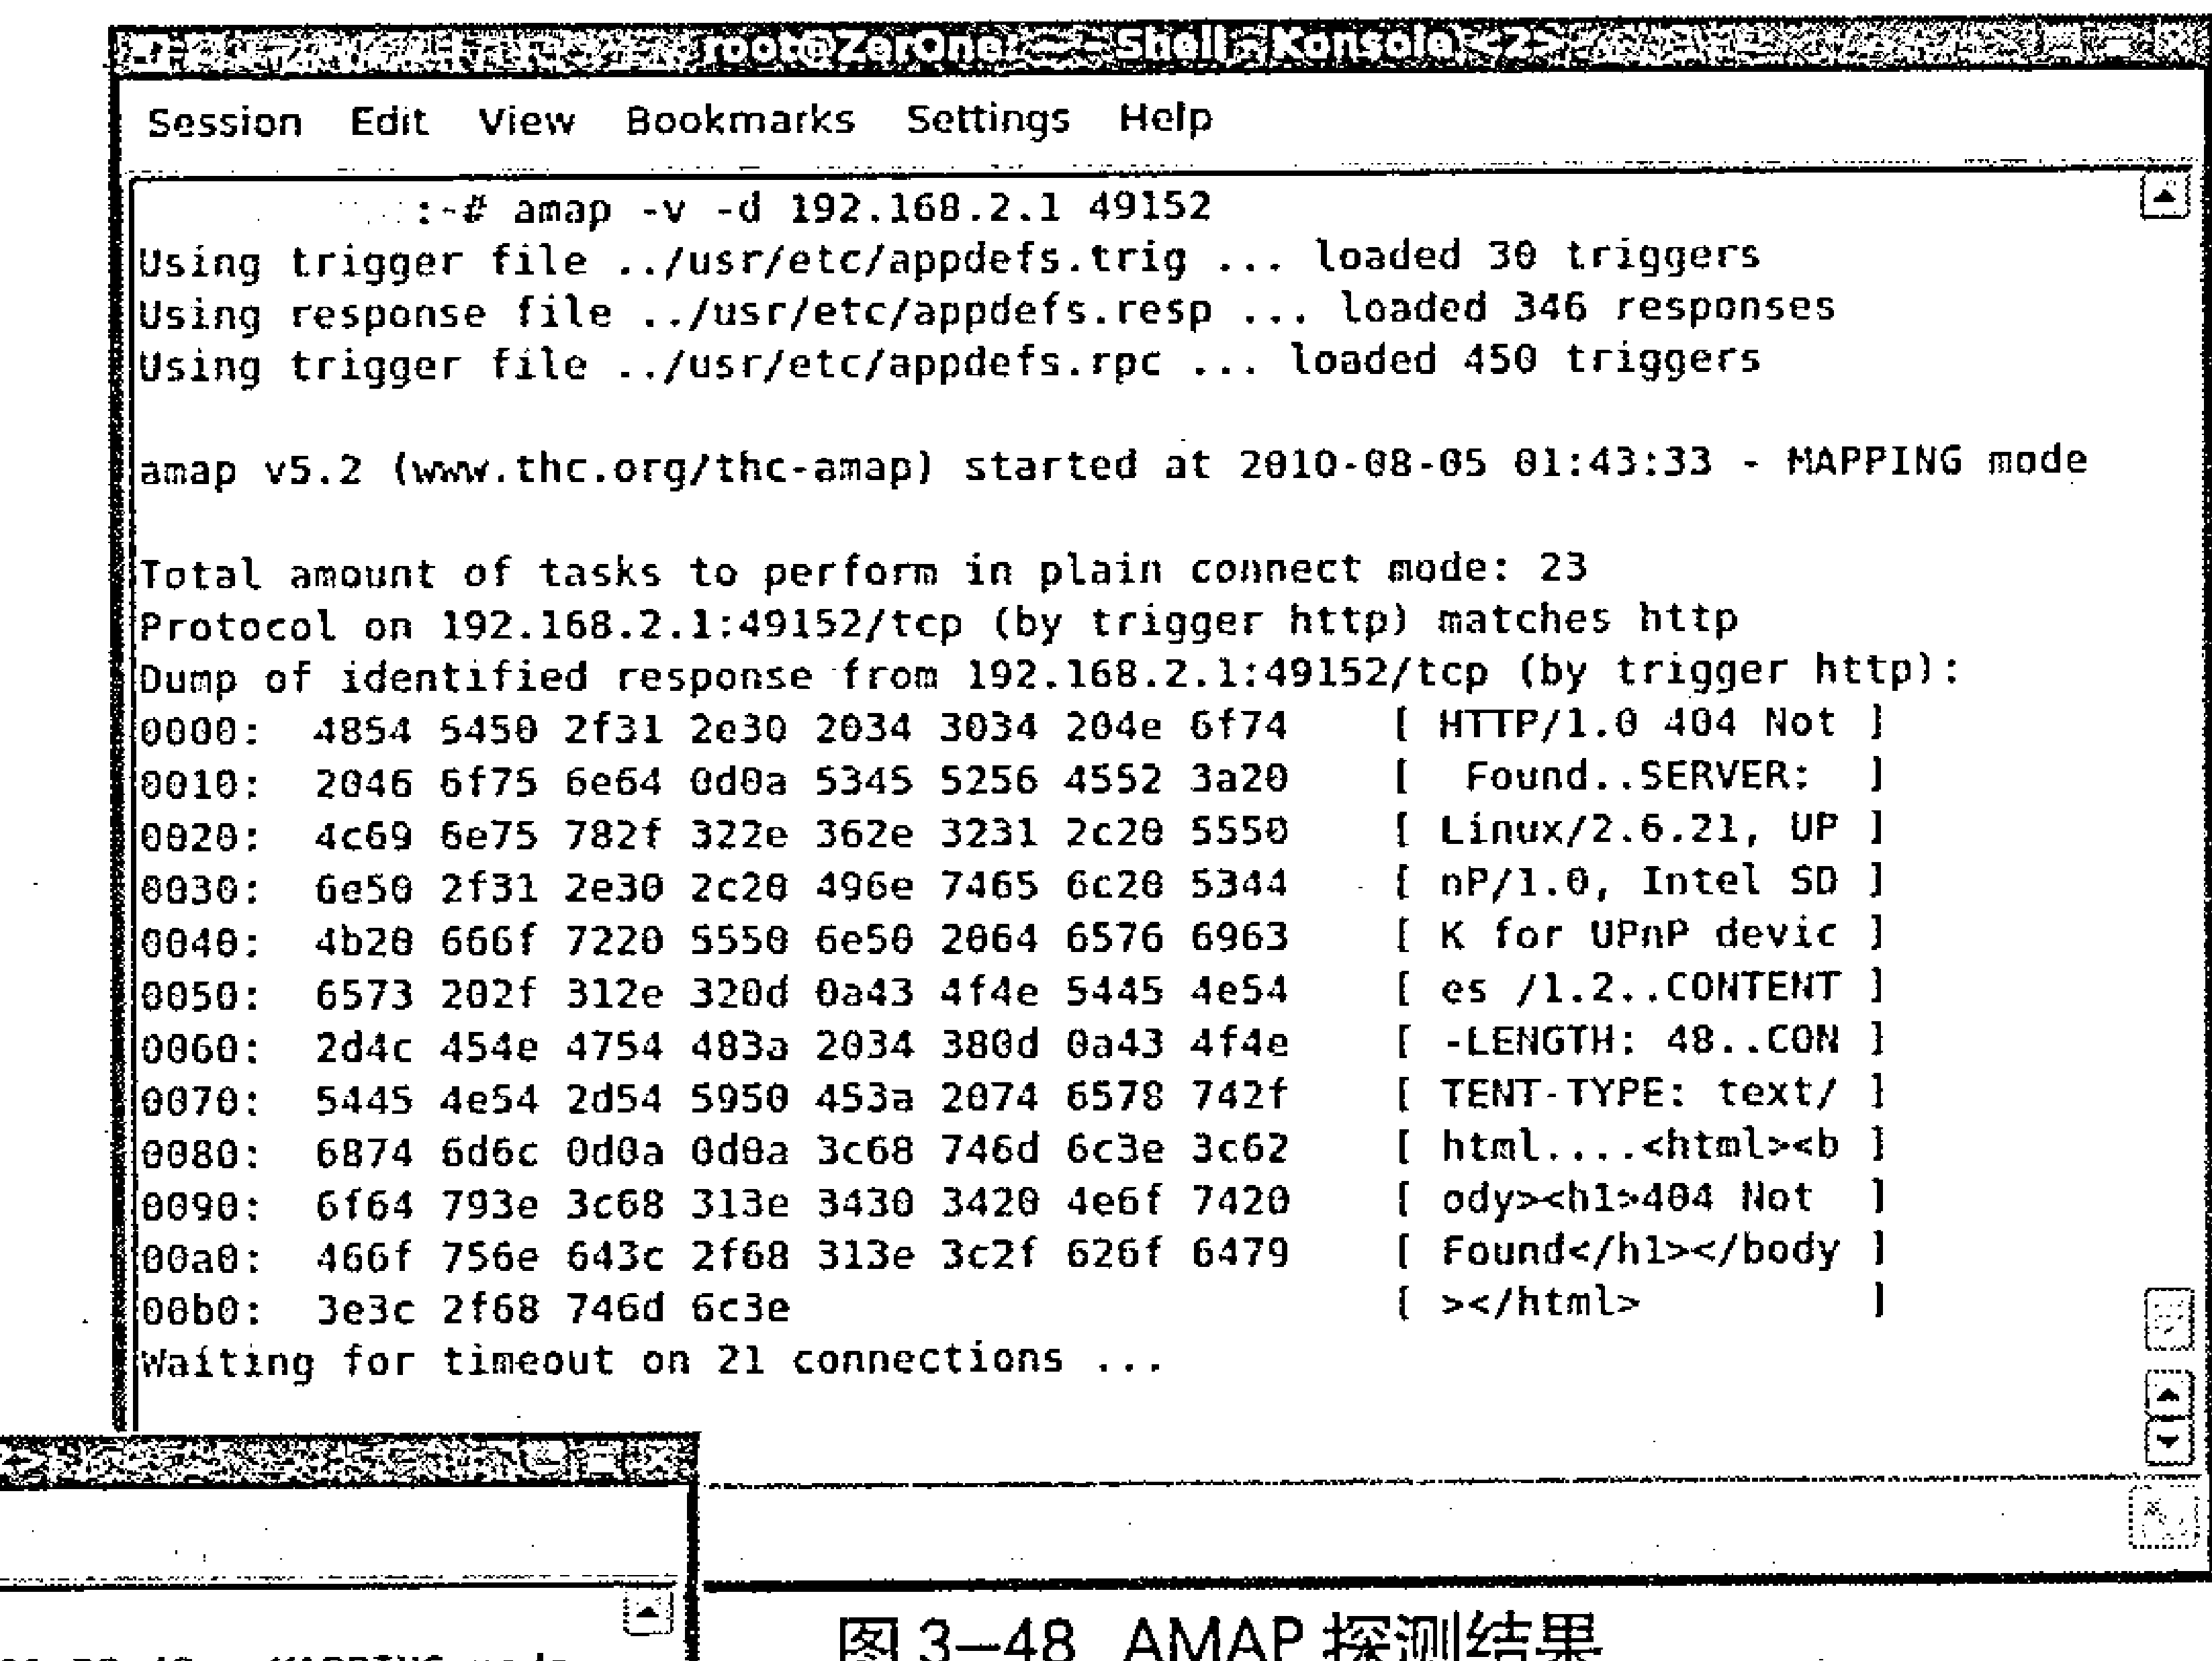 root@ZerOne: ~ - Shell - Konsole <2>
Session Edit View Bookmarks Settings Help
:~# amap -v -d 192.168.2.1 49152
Using trigger file ../usr/etc/appdefs.trig ... loaded 30 triggers
Using response file ../usr/etc/appdefs.resp ... loaded 346 responses
Using trigger file ../usr/etc/appdefs.rpc ... loaded 450 triggers
amap v5.2 (www.thc.org/thc-amap) started at 2010-08-05 01:43:33 - MAPPING mode
Total amount of tasks to perform in plain connect mode: 23
Protocol on 192.168.2.1:49152/tcp (by trigger http) matches http
Dump of identified response from 192.168.2.1:49152/tcp (by trigger http):
0000: 4854 5450 2f31 2e30 2034 3034 204e 6f74 [ HTTP/1.0 404 Not ]
0010: 2046 6f75 6e64 0d0a 5345 5256 4552 3a20 [  Found..SERVER:  ]
0020: 4c69 6e75 782f 322e 362e 3231 2c20 5550 [ Linux/2.6.21, UP ]
0030: 6e50 2f31 2e30 2c20 496e 7465 6c20 5344 [ nP/1.0, Intel SD ]
0040: 4b20 666f 7220 5550 6e50 2064 6576 6963 [ K for UPnP devic ]
0050: 6573 202f 312e 320d 0a43 4f4e 5445 4e54 [ es /1.2..CONTENT ]
0060: 2d4c 454e 4754 483a 2034 380d 0a43 4f4e [ -LENGTH: 48..CON ]
0070: 5445 4e54 2d54 5950 453a 2074 6578 742f [ TENT-TYPE: text/ ]
0080: 6874 6d6c 0d0a 0d0a 3c68 746d 6c3e 3c62 [ html....<html><b ]
0090: 6f64 793e 3c68 313e 3430 3420 4e6f 7420 [ ody><h1>404 Not  ]
00a0: 466f 756e 643c 2f68 313e 3c2f 626f 6479 [ Found</h1></body ]
00b0: 3e3c 2f68 746d 6c3e [ ></html> ]
Waiting for timeout on 21 connections ...
图 3–48 AMAP 探测结果